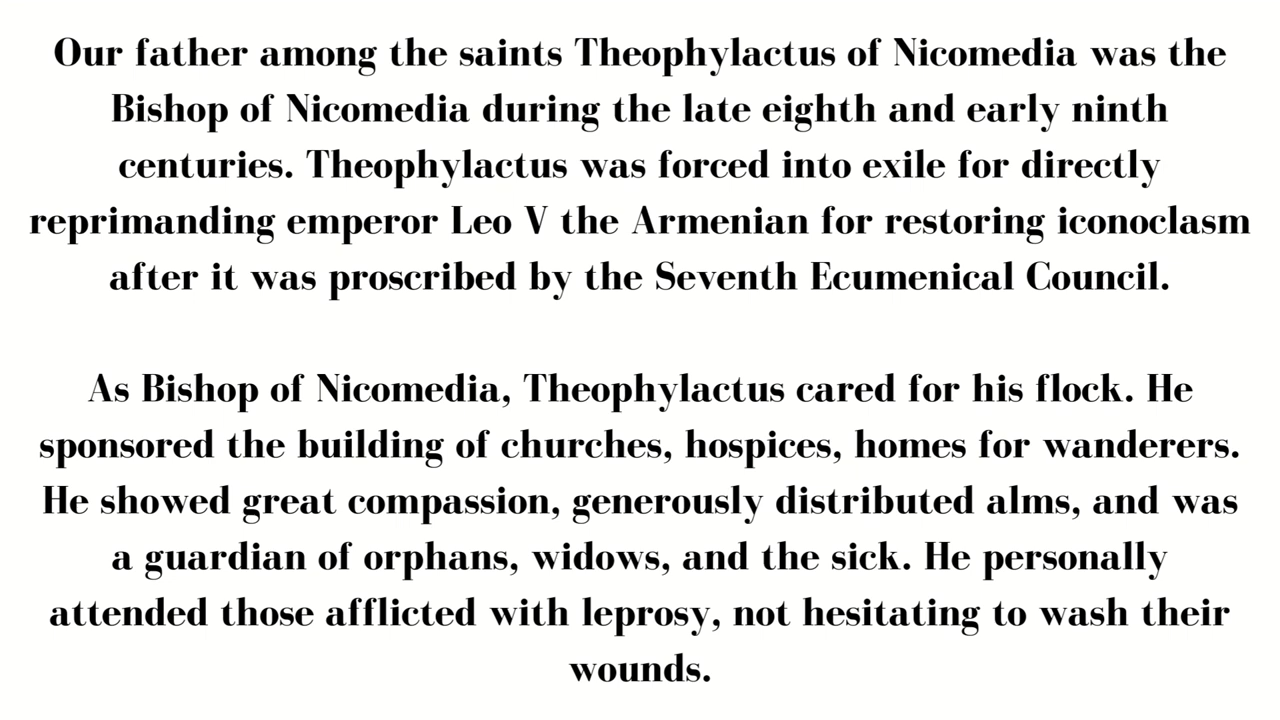 Our father among the saints Theophylactus of Nicomedia was the
Bishop of Nicomedia during the late eighth and early ninth
centuries. Theophylactus was forced into exile for directly
reprimanding emperor Leo V the Armenian for restoring iconoclasm
after it was proscribed by the Seventh Ecumenical Council.

As Bishop of Nicomedia, Theophylactus cared for his flock. He
sponsored the building of churches, hospices, homes for wanderers.
He showed great compassion, generously distributed alms, and was
a guardian of orphans, widows, and the sick. He personally
attended those afflicted with leprosy, not hesitating to wash their
wounds.